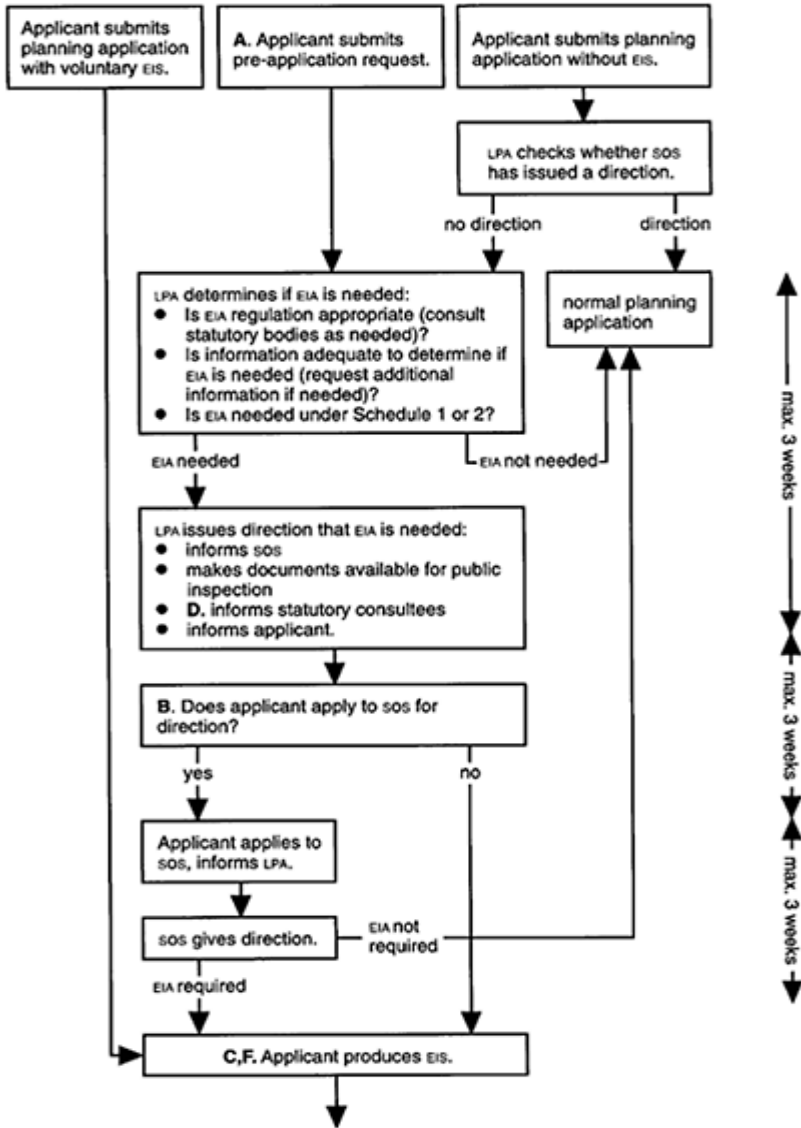 Applicant submits
planning application
with voluntary EIS.
A. Applicant submits
pre-application request.
Applicant submits planning
application without EIS.
LPA checks whether SOS
has issued a direction.
no direction
direction
LPA determines if EIA is needed:
● Is EIA regulation appropriate (consult
statutory bodies as needed)?
● Is information adequate to determine if
EIA is needed (request additional
information if needed)?
● Is EIA needed under Schedule 1 or 2?
normal planning
application
EIA needed
EIA not needed
max. 3 weeks
LPA issues direction that EIA is needed:
● informs SOS
● makes documents available for public
inspection
● D. informs statutory consultees
● informs applicant.
B. Does applicant apply to SOS for
direction?
max. 3 weeks
yes
no
Applicant applies to
SOS, informs LPA.
SOS gives direction.
EIA not
required
max. 3 weeks
EIA required
C,F. Applicant produces EIS.